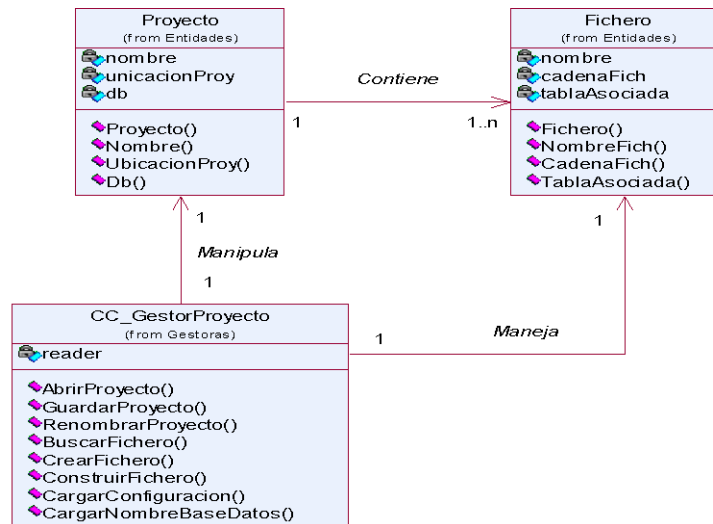 Proyecto
(from Entidades)
nombre
unicacionProy
db
Proyecto()
Nombre()
UbicacionProy()
Db()
Contiene
1
1..n
Fichero
(from Entidades)
nombre
cadenaFich
tablaAsociada
Fichero()
NombreFich()
CadenaFich()
TablaAsociada()
1
Manipula
1
1
Maneja
1
CC_GestorProyecto
(from Gestoras)
reader
AbrirProyecto()
GuardarProyecto()
RenombrarProyecto()
BuscarFichero()
CrearFichero()
ConstruirFichero()
CargarConfiguracion()
CargarNombreBaseDatos()